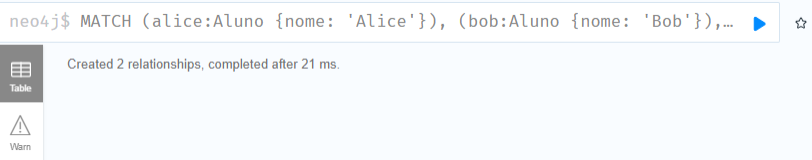 neo4j$ MATCH (alice:Aluno {nome: 'Alice'}), (bob:Aluno {nome: 'Bob'}),…
Created 2 relationships, completed after 21 ms.
Table
Warn